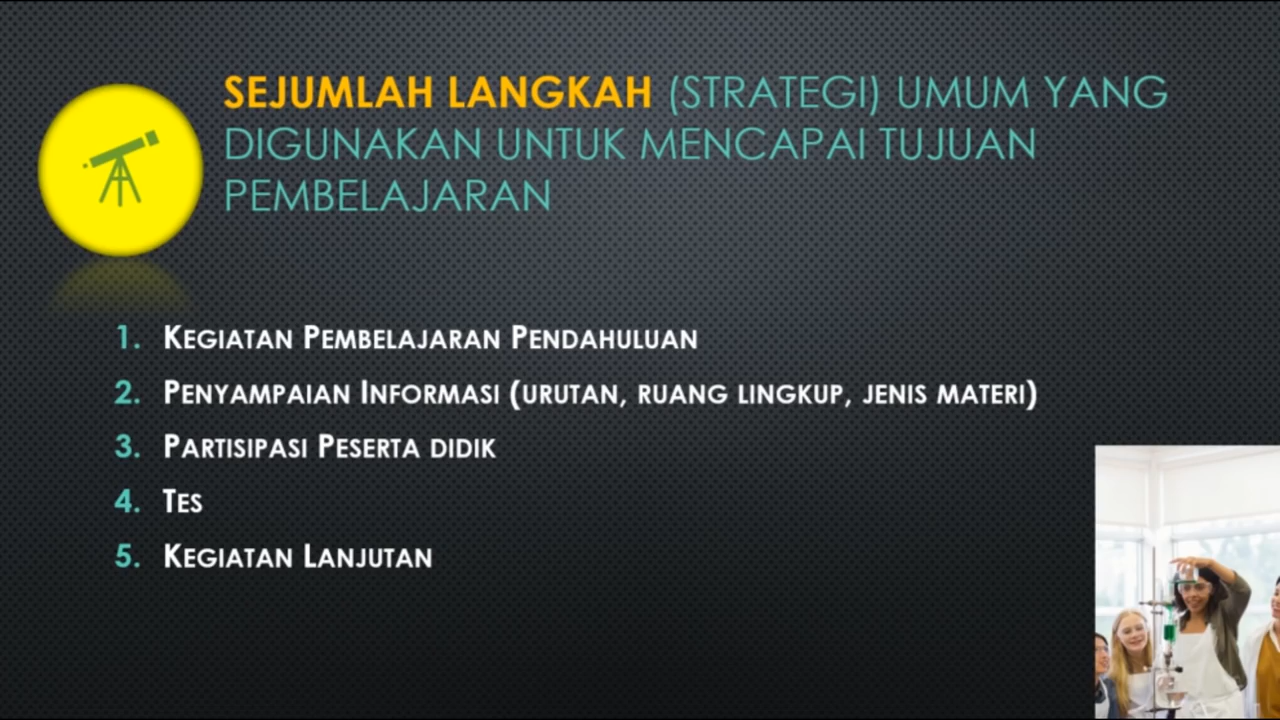 SEJUMLAH LANGKAH (STRATEGI) UMUM YANG
DIGUNAKAN UNTUK MENCAPAI TUJUAN
PEMBELAJARAN
1. KEGIATAN PEMBELAJARAN PENDAHULUAN
2. PENYAMPAIAN INFORMASI (URUTAN, RUANG LINGKUP, JENIS MATERI)
3. PARTISIPASI PESERTA DIDIK
4. TES
5. KEGIATAN LANJUTAN